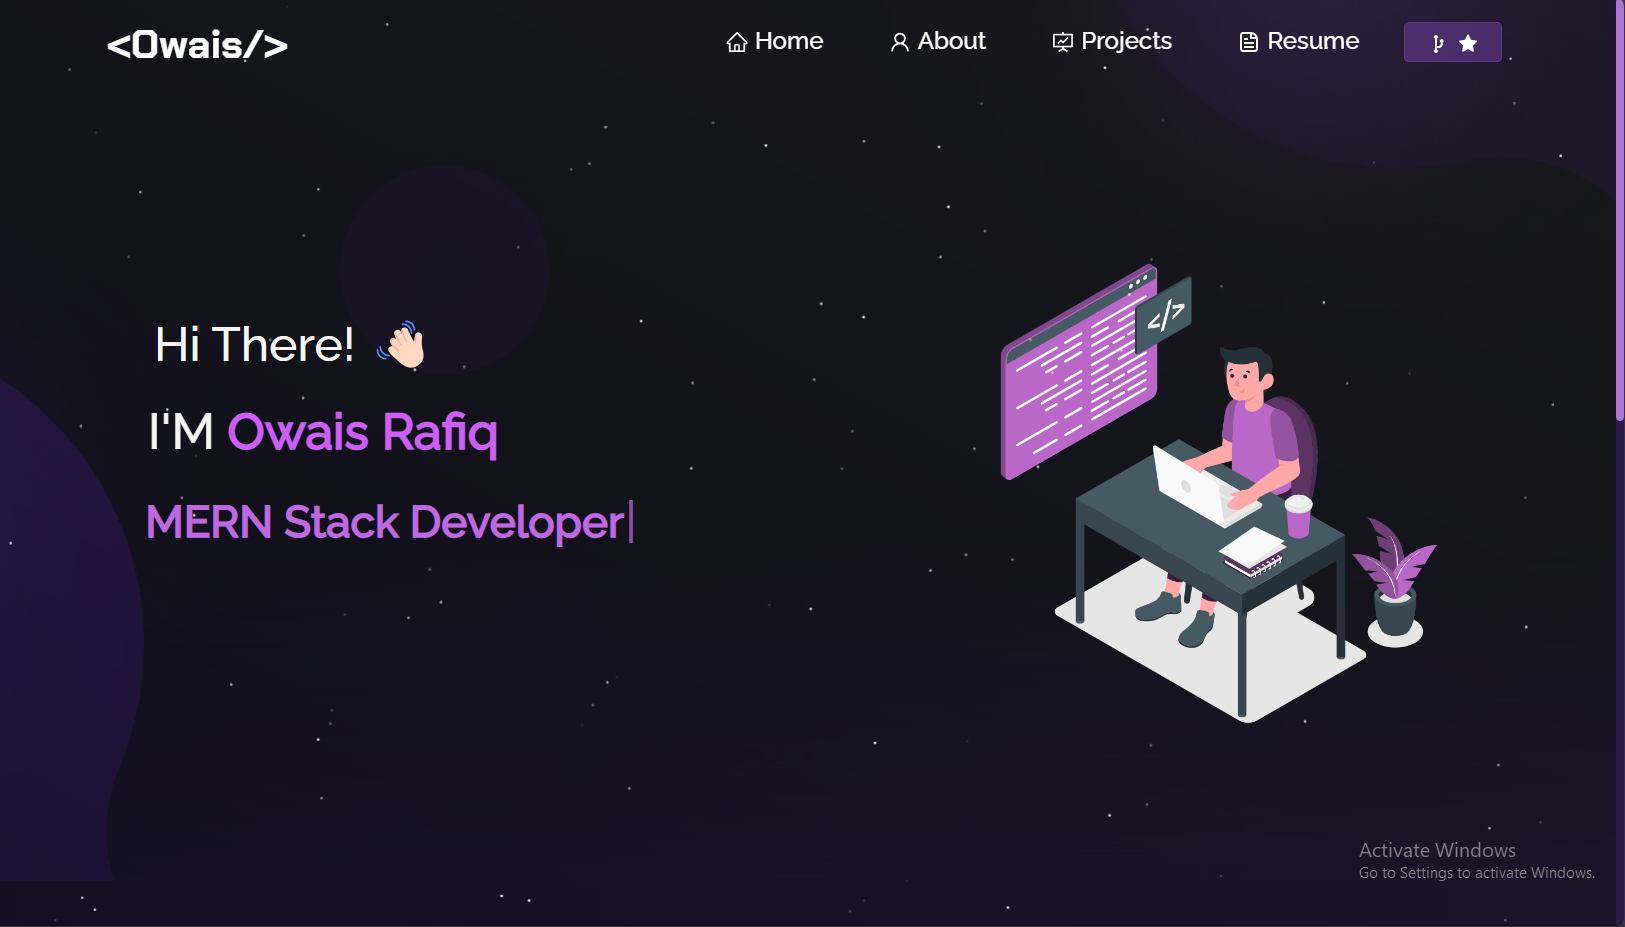 <Owais/>
Home
About
Projects
Resume
Hi There! 👋🏻
I'M Owais Rafiq
MERN Stack Developer|
</>
Activate Windows
Go to Settings to activate Windows.